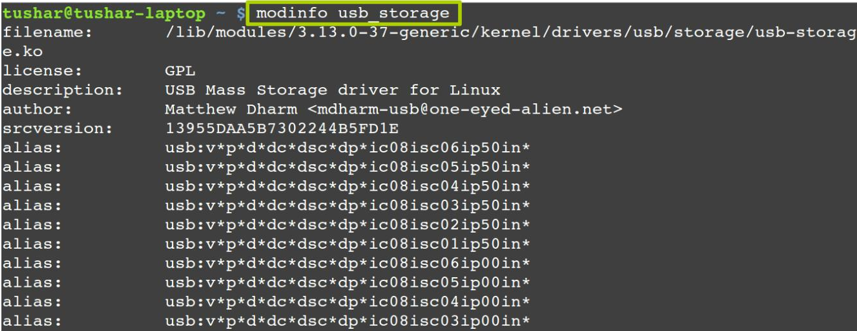 tushar@tushar-laptop ~ $ modinfo usb_storage
filename:       /lib/modules/3.13.0-37-generic/kernel/drivers/usb/storage/usb-storag
e.ko
license:        GPL
description:    USB Mass Storage driver for Linux
author:         Matthew Dharm <mdharm-usb@one-eyed-alien.net>
srcversion:     13955DAA5B7302244B5FD1E
alias:          usb:v*p*d*dc*dsc*dp*ic08isc06ip50in*
alias:          usb:v*p*d*dc*dsc*dp*ic08isc05ip50in*
alias:          usb:v*p*d*dc*dsc*dp*ic08isc04ip50in*
alias:          usb:v*p*d*dc*dsc*dp*ic08isc03ip50in*
alias:          usb:v*p*d*dc*dsc*dp*ic08isc02ip50in*
alias:          usb:v*p*d*dc*dsc*dp*ic08isc01ip50in*
alias:          usb:v*p*d*dc*dsc*dp*ic08isc06ip00in*
alias:          usb:v*p*d*dc*dsc*dp*ic08isc05ip00in*
alias:          usb:v*p*d*dc*dsc*dp*ic08isc04ip00in*
alias:          usb:v*p*d*dc*dsc*dp*ic08isc03ip00in*